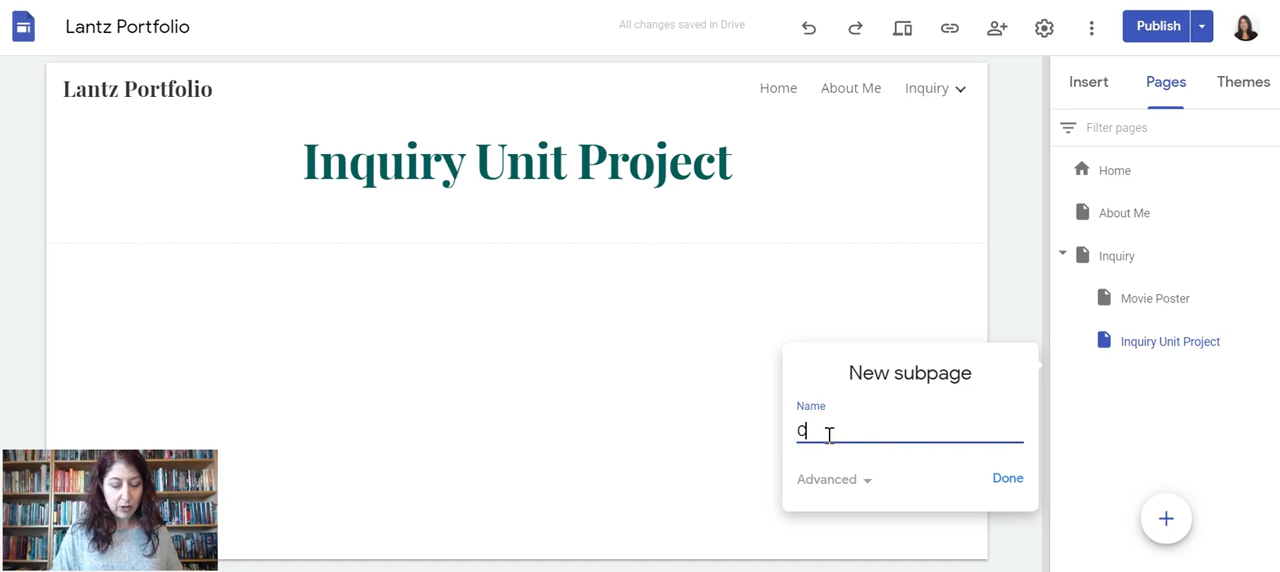 Lantz Portfolio
All changes saved in Drive
Publish
Lantz Portfolio
Home About Me Inquiry
Inquiry Unit Project
Insert Pages Themes
Filter pages
Home
About Me
Inquiry
Movie Poster
Inquiry Unit Project
New subpage
Name
C
Advanced
Done